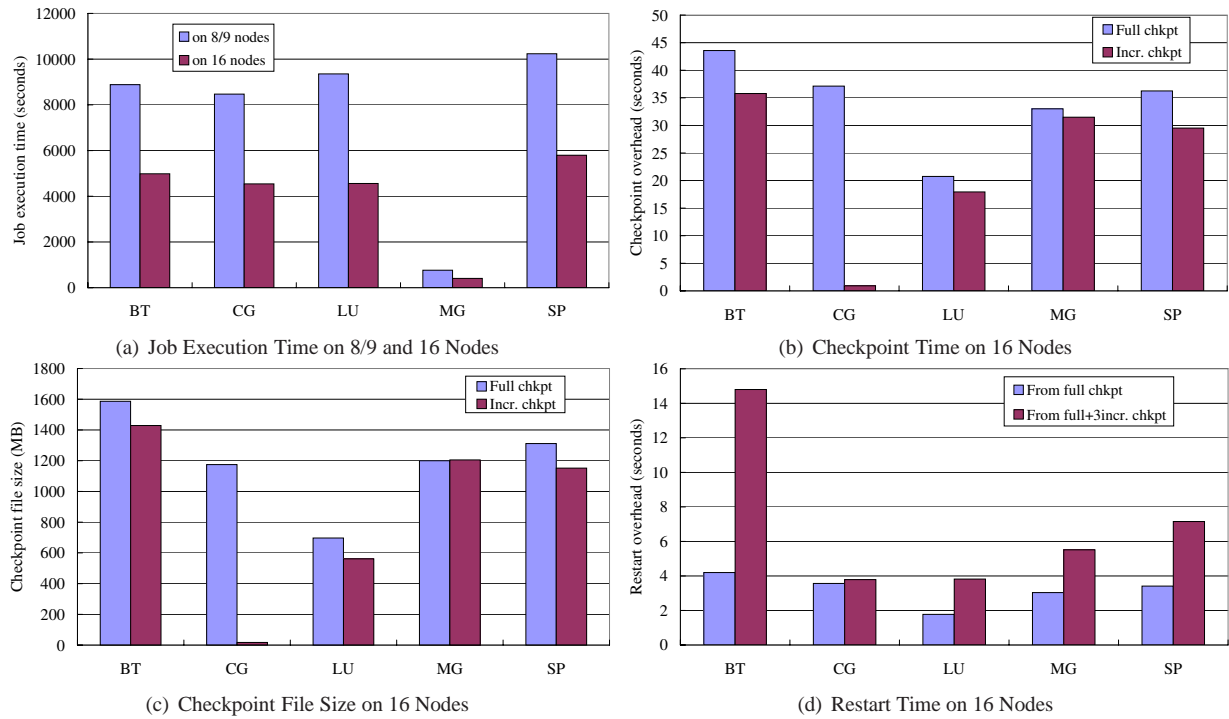 12000
10000
8000
6000
4000
2000
0
Job execution time (seconds)
on 8/9 nodes
on 16 nodes
BT CG LU MG SP
(a) Job Execution Time on 8/9 and 16 Nodes
50
45
40
35
30
25
20
15
10
5
0
Checkpoint overhead (seconds)
Full chkpt
Incr. chkpt
BT CG LU MG SP
(b) Checkpoint Time on 16 Nodes
1800
1600
1400
1200
1000
800
600
400
200
0
Checkpoint file size (MB)
Full chkpt
Incr. chkpt
BT CG LU MG SP
(c) Checkpoint File Size on 16 Nodes
16
14
12
10
8
6
4
2
0
Restart overhead (seconds)
From full chkpt
From full+3incr. chkpt
BT CG LU MG SP
(d) Restart Time on 16 Nodes